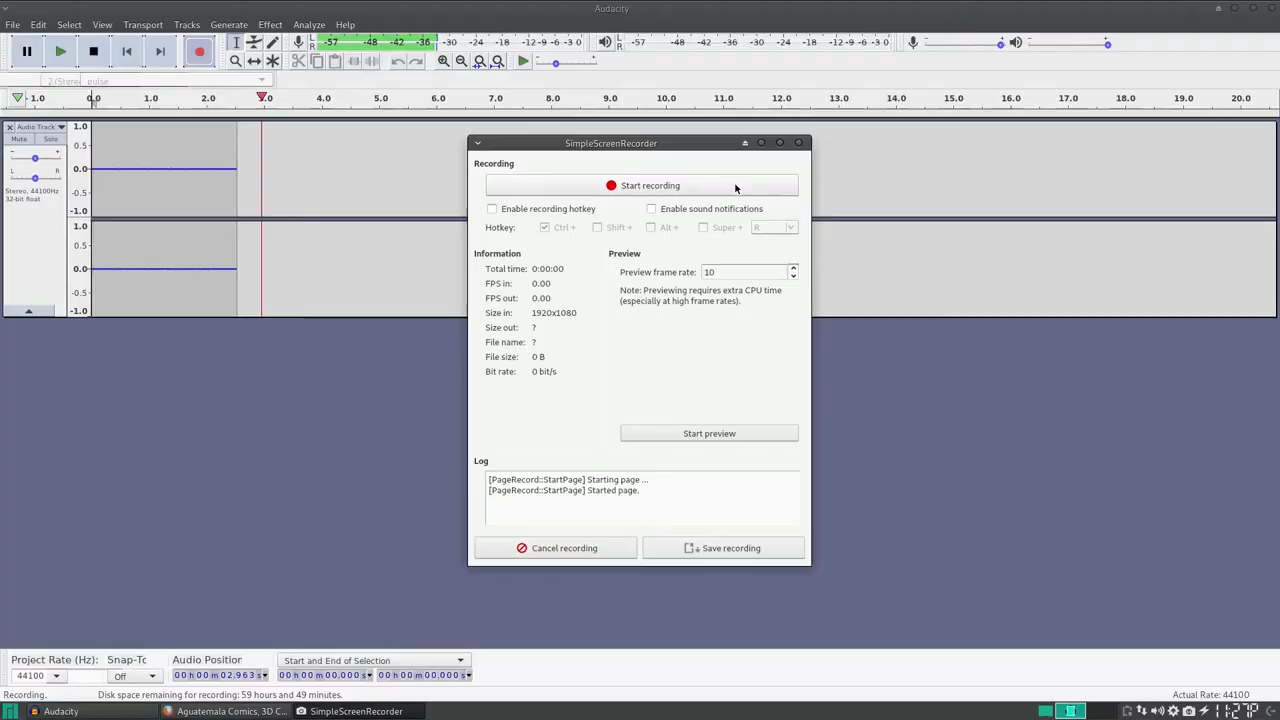 Audacity
File Edit Select View Transport Tracks Generate Effect Analyze Help
L R -57 -48 -42 -36 -30 -24 -18 -12 -9 -6 -3 0 L R -57 -48 -42 -36 -30 -24 -18 -12 -9 -6 -3 0
2 (Stere pulse
1.0 0.0 1.0 2.0 3.0 4.0 5.0 6.0 7.0 8.0 9.0 10.0 11.0 12.0 13.0 14.0 15.0 16.0 17.0 18.0 19.0 20.0
Audio Track 1.0
Mute Solo
0.5
- +
0.0
L R
-0.5
Stereo, 44100Hz
32-bit float
-1.0
1.0
0.5
0.0
-0.5
-1.0
SimpleScreenRecorder
Recording
Start recording
Enable recording hotkey Enable sound notifications
Hotkey: Ctrl + Shift + Alt + Super + R
Information Preview
Total time: 0:00:00 Preview frame rate: 10
FPS in: 0.00 Note: Previewing requires extra CPU time
FPS out: 0.00 (especially at high frame rates).
Size in: 1920x1080
Size out: ?
File name: ?
File size: 0 B
Bit rate: 0 bit/s
Start preview
Log
[PageRecord::StartPage] Starting page ...
[PageRecord::StartPage] Started page.
Cancel recording Save recording
Project Rate (Hz): Snap-Tc Audio Position Start and End of Selection
44100 Off 00 h 00 m 02,963 s 00 h 00 m 00,000 s 00 h 00 m 00,000 s
Recording. Disk space remaining for recording: 59 hours and 49 minutes. Actual Rate: 44100
Audacity Aguatemala Comics, 3D C... SimpleScreenRecorder